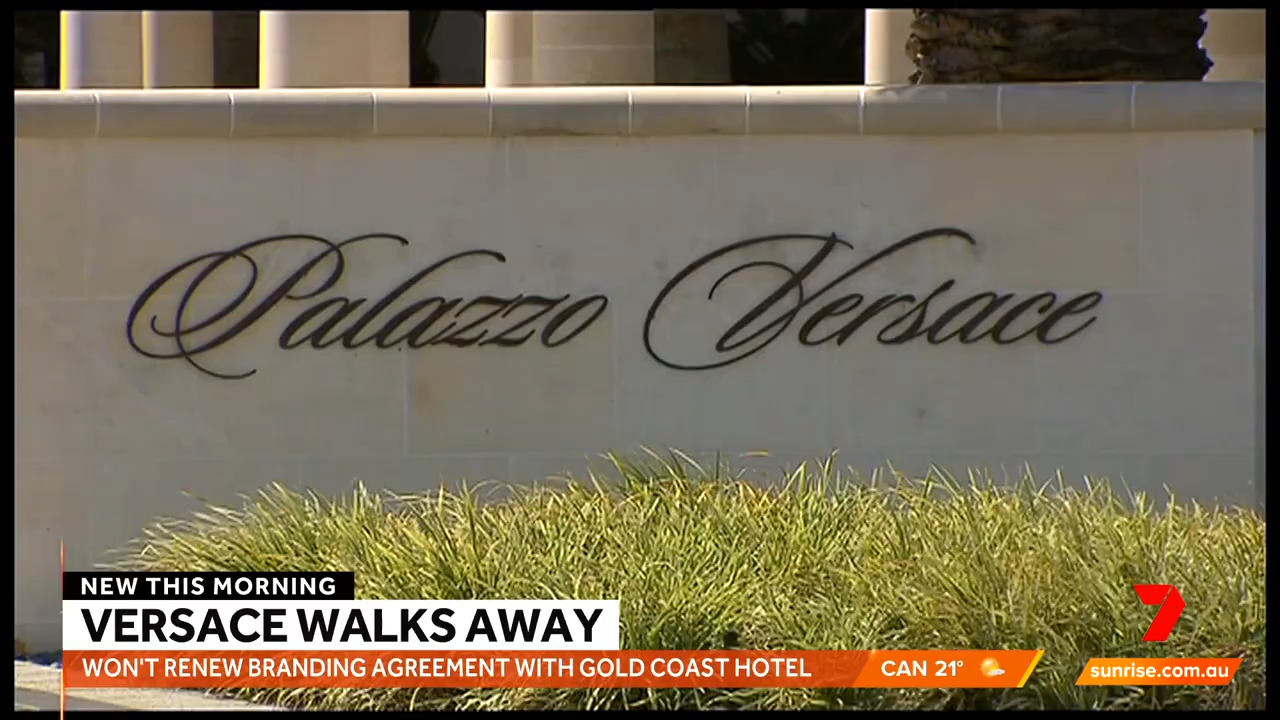 Palazzo Versace
NEW THIS MORNING
VERSACE WALKS AWAY
WON'T RENEW BRANDING AGREEMENT WITH GOLD COAST HOTEL
CAN 21°
7
sunrise.com.au